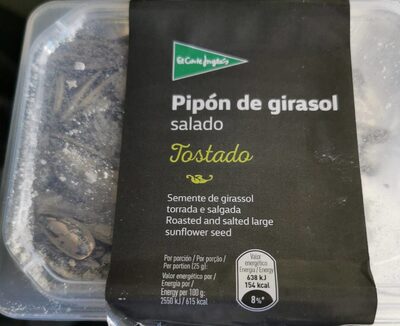 El Corte Inglés
Pipón de girasol
salado
Tostado
Semente de girassol
torrada e salgada
Roasted and salted large
sunflower seed
Por porción / Por porção /
Per portion (25 g):
Valor energético per /
Energia por /
Energy per 100 g:
2550 kJ / 615 kcal
Valor
energético
Energia / Energy
638 kJ
154 kcal
8%*